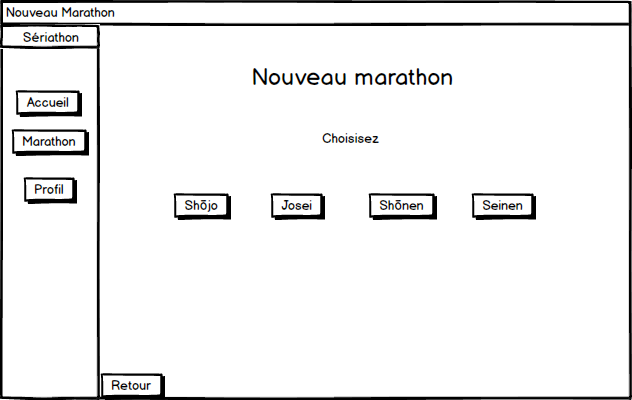 Nouveau Marathon
Sériathon
Accueil
Marathon
Profil
Nouveau marathon
Choisisez
Shōjo Josei Shōnen Seinen
Retour